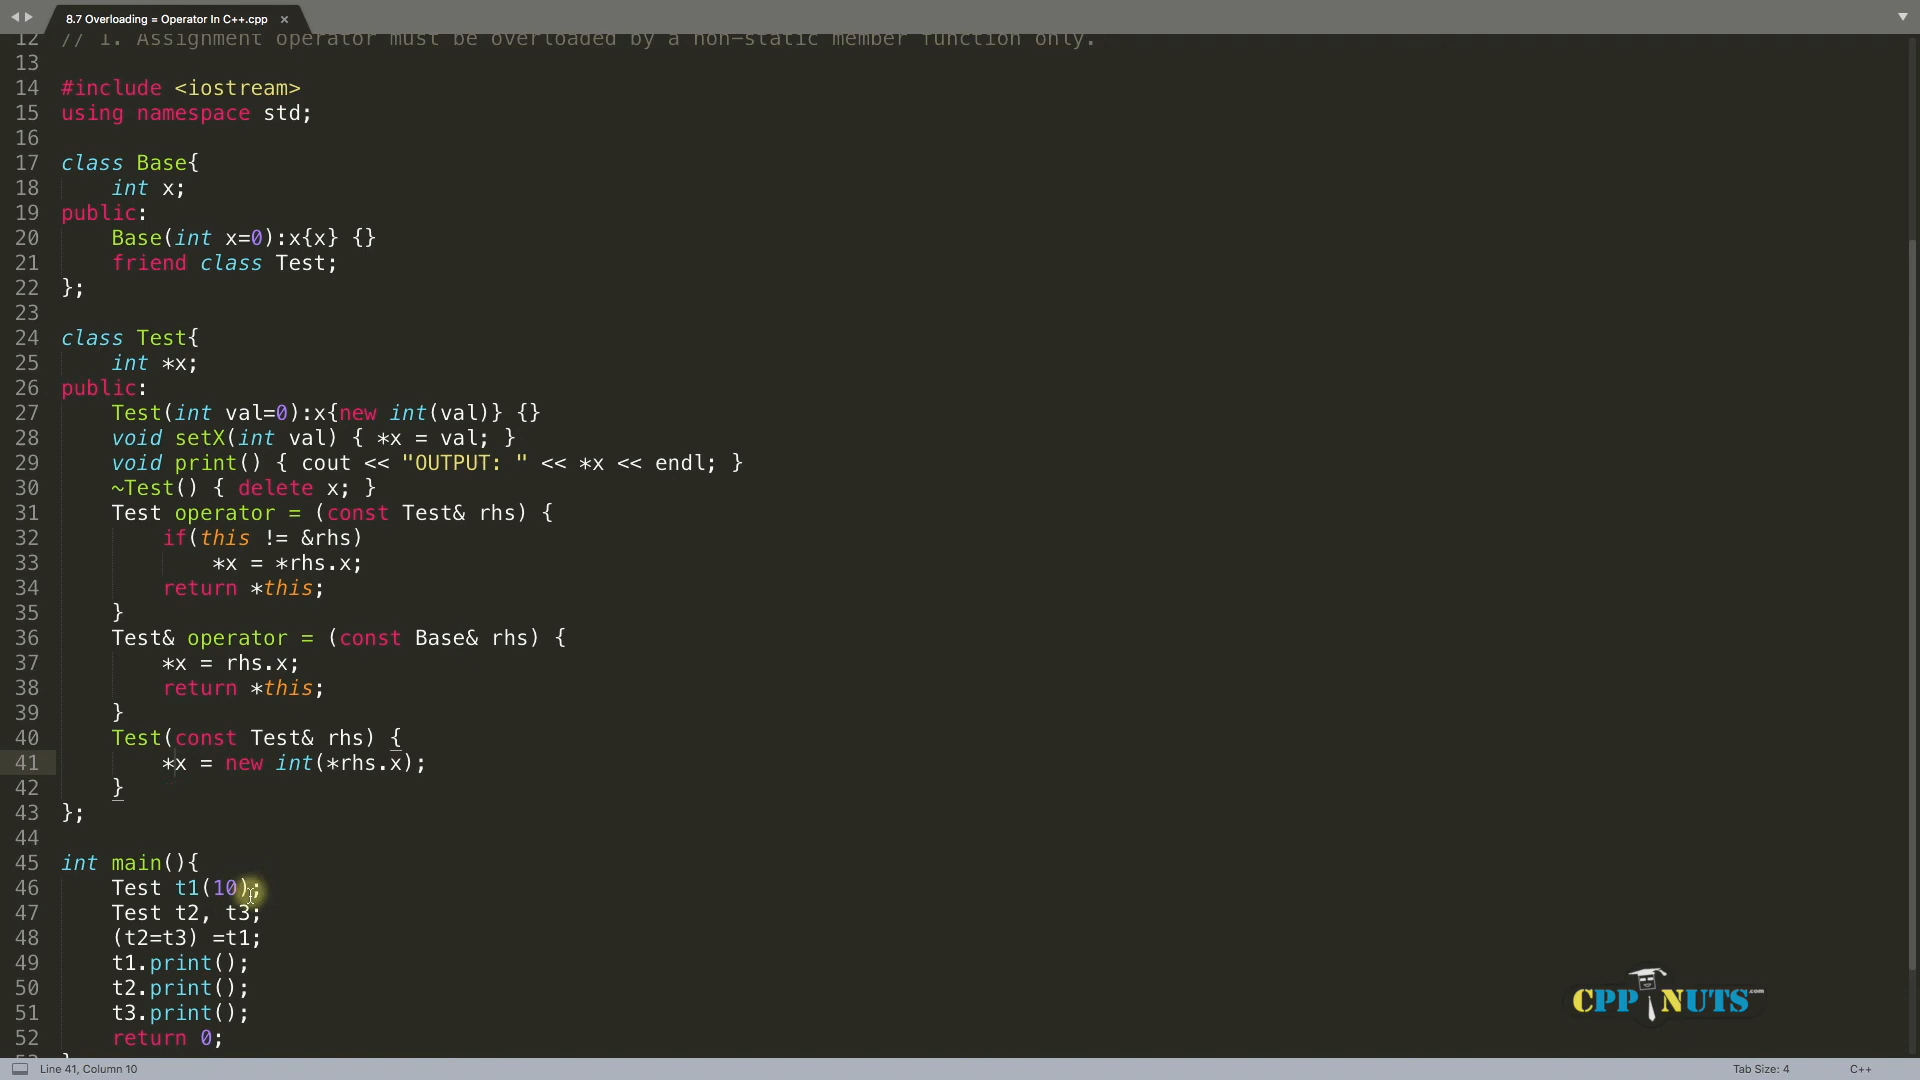 8.7 Overloading = Operator In C++.cpp ×
12 // 1. Assignment operator must be overloaded by a non-static member function only.
13
14 #include <iostream>
15 using namespace std;
16
17 class Base{
18     int x;
19 public:
20     Base(int x=0):x{x} {}
21     friend class Test;
22 };
23
24 class Test{
25     int *x;
26 public:
27     Test(int val=0):x{new int(val)} {}
28     void setX(int val) { *x = val; }
29     void print() { cout << "OUTPUT: " << *x << endl; }
30     ~Test() { delete x; }
31     Test operator = (const Test& rhs) {
32         if(this != &rhs)
33             *x = *rhs.x;
34         return *this;
35     }
36     Test& operator = (const Base& rhs) {
37         *x = rhs.x;
38         return *this;
39     }
40     Test(const Test& rhs) {
41         *x = new int(*rhs.x);
42     }
43 };
44
45 int main(){
46     Test t1(10);
47     Test t2, t3;
48     (t2=t3) =t1;
49     t1.print();
50     t2.print();
51     t3.print();
52     return 0;
CPP NUTS.com
Line 41, Column 10
Tab Size: 4
C++